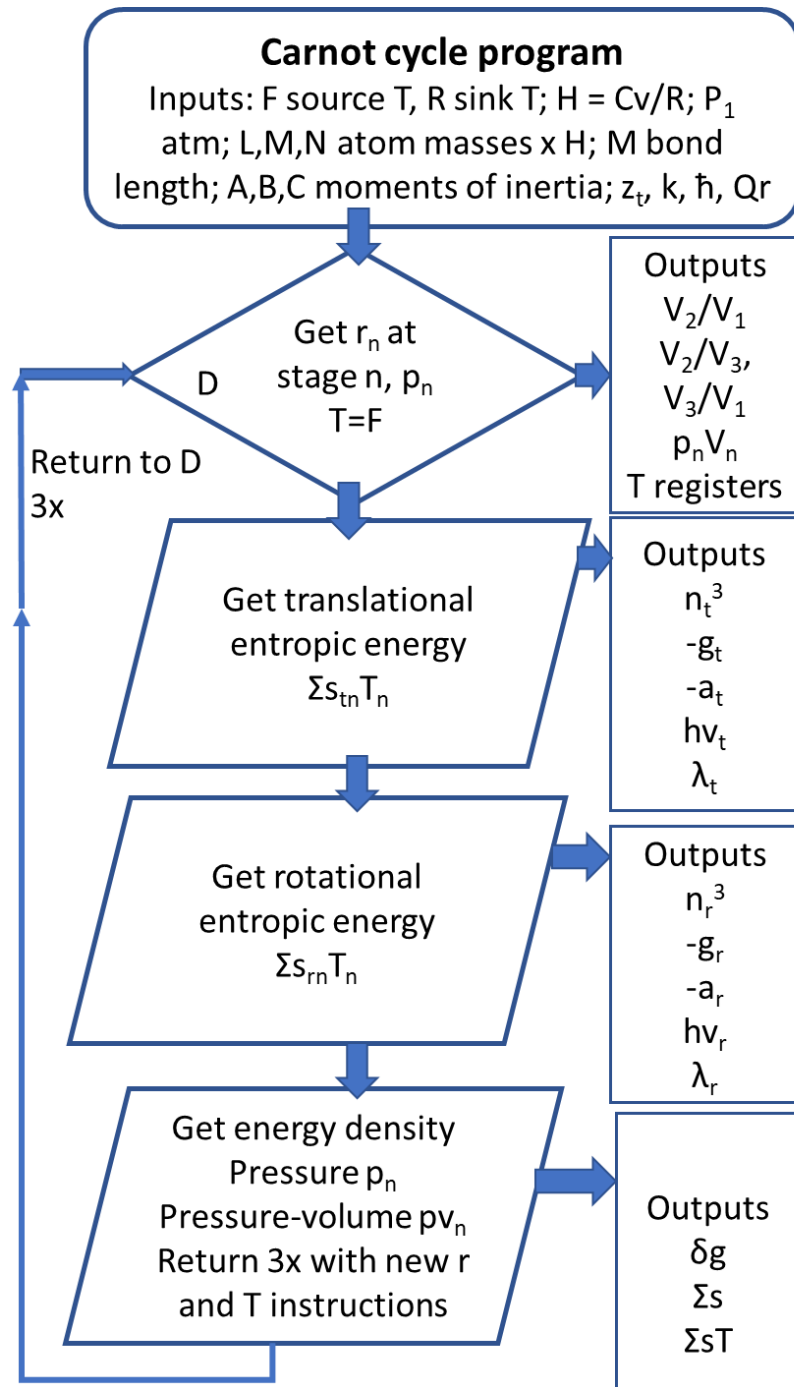 Carnot cycle program
Inputs: F source T, R sink T; H = Cv/R; P₁
atm; L,M,N atom masses x H; M bond
length; A,B,C moments of inertia; zₜ, k, ħ, Qr
Get rₙ at
stage n, pₙ
T=F
D
Outputs
V₂/V₁
V₂/V₃,
V₃/V₁
pₙVₙ
T registers
Return to D
3x
Get translational
entropic energy
ΣsₜₙTₙ
Outputs
nₜ³
-gₜ
-aₜ
hvₜ
λₜ
Get rotational
entropic energy
ΣsᵣₙTₙ
Outputs
nᵣ³
-gᵣ
-aᵣ
hvᵣ
λᵣ
Get energy density
Pressure pₙ
Pressure-volume pvₙ
Return 3x with new r
and T instructions
Outputs
δg
Σs
ΣsT